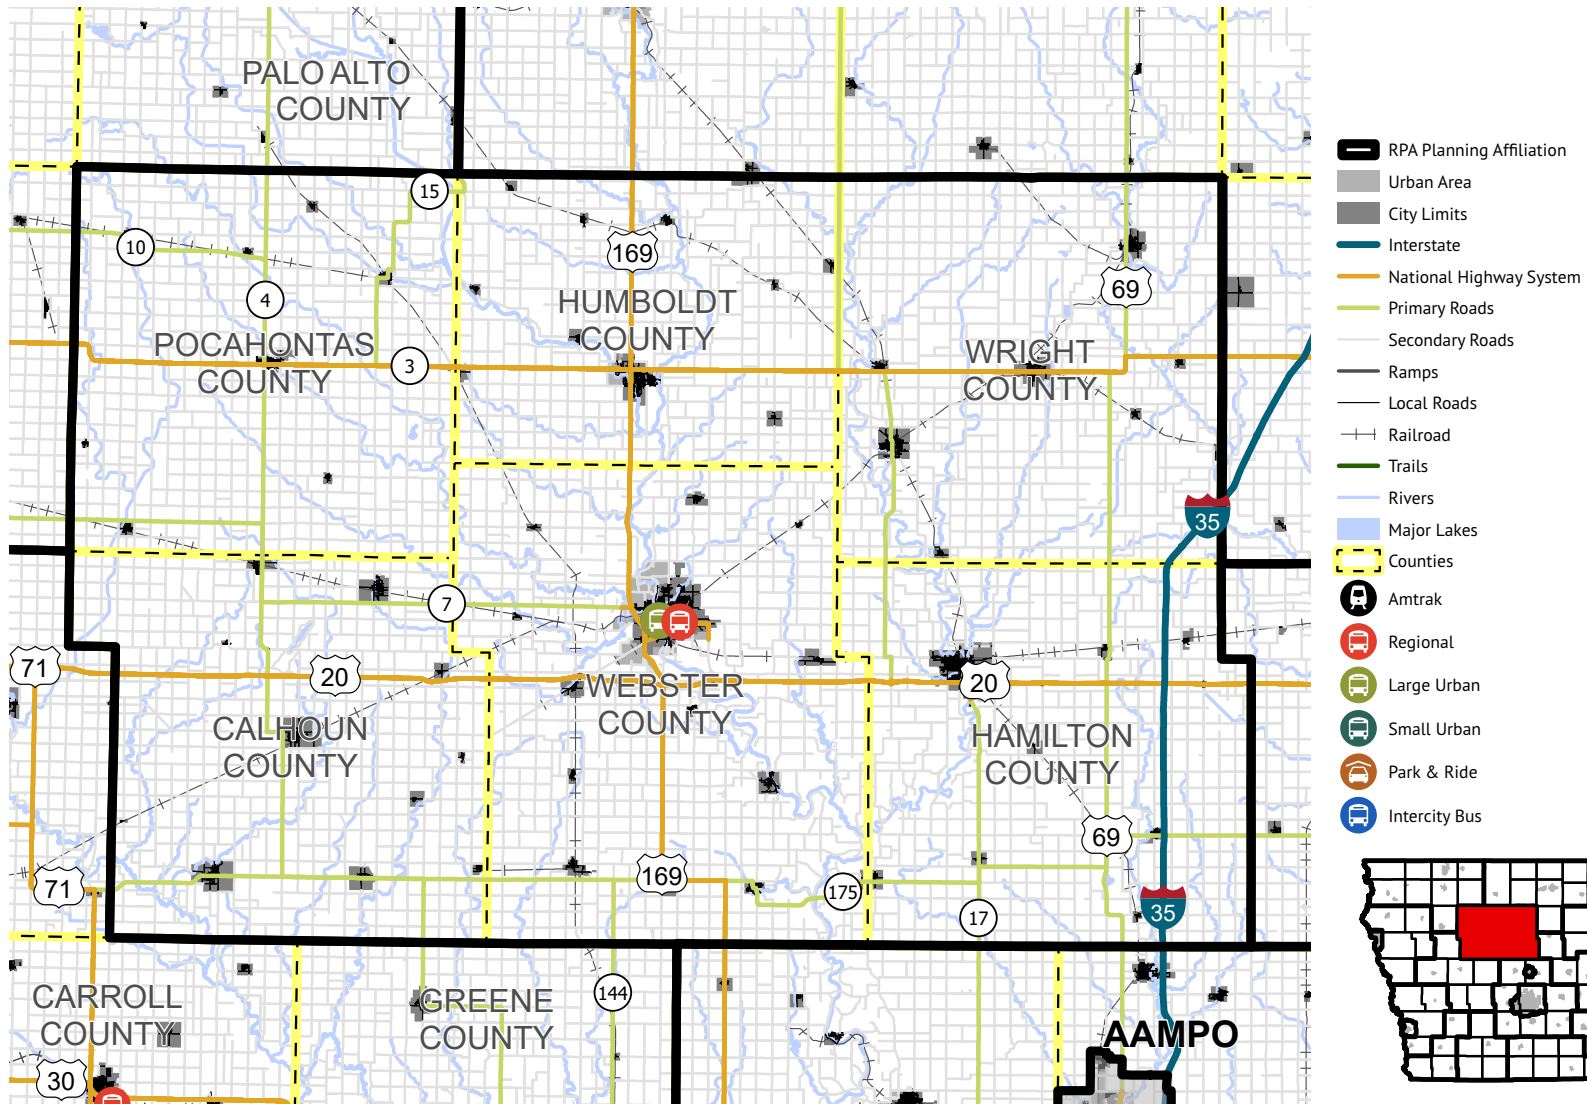 PALO ALTO
COUNTY
15
10
169
4
69
HUMBOLDT
COUNTY
POCAHONTAS
COUNTY
3
WRIGHT
COUNTY
35
7
71
20
20
WEBSTER
COUNTY
CALHOUN
COUNTY
HAMILTON
COUNTY
69
71
169
175
35
17
CARROLL
COUNTY
GREENE
COUNTY
144
AAMPO
30
RPA Planning Affiliation
Urban Area
City Limits
Interstate
National Highway System
Primary Roads
Secondary Roads
Ramps
Local Roads
Railroad
Trails
Rivers
Major Lakes
Counties
Amtrak
Regional
Large Urban
Small Urban
Park & Ride
Intercity Bus